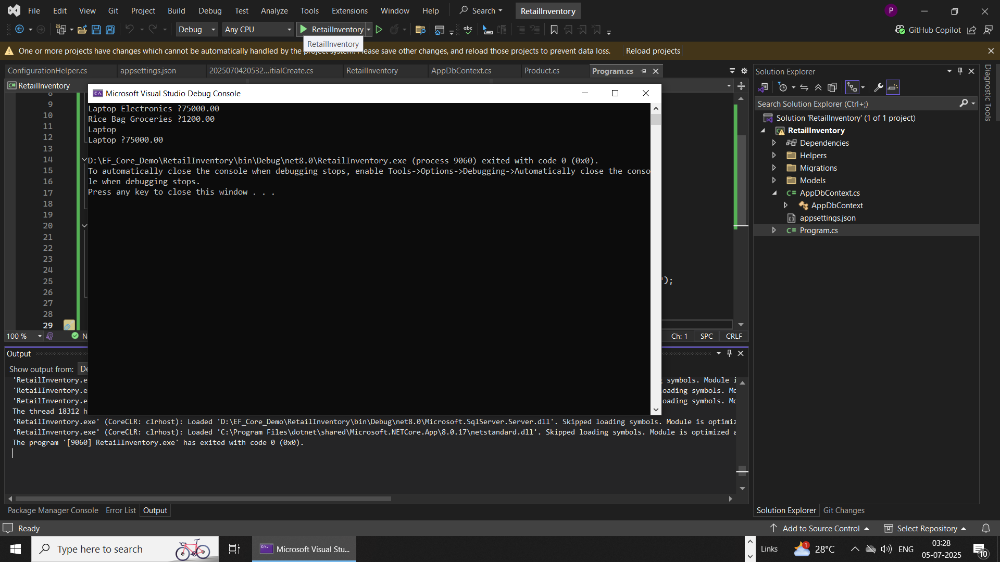 File Edit View Git Project Build Debug Test Analyze Tools Extensions Window Help Search RetailInventory P
Debug Any CPU RetailInventory abc GitHub Copilot
RetailInventory
One or more projects have changes which cannot be automatically handled by the project system. Please save other changes, and reload those projects to prevent data loss. Reload projects
ConfigurationHelper.cs appsettings.json 2025070420532...itialCreate.cs RetailInventory AppDbContext.cs Product.cs Program.cs
C# RetailInventory
Microsoft Visual Studio Debug Console
Laptop Electronics ?75000.00
Rice Bag Groceries ?1200.00
Laptop
Laptop ?75000.00
D:\EF_Core_Demo\RetailInventory\bin\Debug\net8.0\RetailInventory.exe (process 9060) exited with code 0 (0x0).
To automatically close the console when debugging stops, enable Tools->Options->Debugging->Automatically close the conso
le when debugging stops.
Press any key to close this window . . .
8
9
10
11
12
13
14
15
16
17
18
19
20
21
22
23
24
25
26
27
28
29
");
100 % N Ch: 1 SPC CRLF
Output
Show output from: De
'RetailInventory.e symbols. Module i
'RetailInventory.e oading symbols. Mo
'RetailInventory.e oading symbols. Mo
The thread 18312 h
'RetailInventory.exe' (CoreCLR: clrhost): Loaded 'D:\EF_Core_Demo\RetailInventory\bin\Debug\net8.0\Microsoft.SqlServer.Server.dll'. Skipped loading symbols. Module is optimiz
'RetailInventory.exe' (CoreCLR: clrhost): Loaded 'C:\Program Files\dotnet\shared\Microsoft.NETCore.App\8.0.17\netstandard.dll'. Skipped loading symbols. Module is optimized a
The program '[9060] RetailInventory.exe' has exited with code 0 (0x0).
Package Manager Console Error List Output
Solution Explorer
Search Solution Explorer (Ctrl+;)
Solution 'RetailInventory' (1 of 1 project)
RetailInventory
Dependencies
Helpers
Migrations
Models
C# AppDbContext.cs
AppDbContext
appsettings.json
C# Program.cs
Solution Explorer Git Changes
Diagnostic Tools
Ready Add to Source Control Select Repository
Type here to search Microsoft Visual Stu... Links 1 28°C ENG 03:28
05-07-2025 10